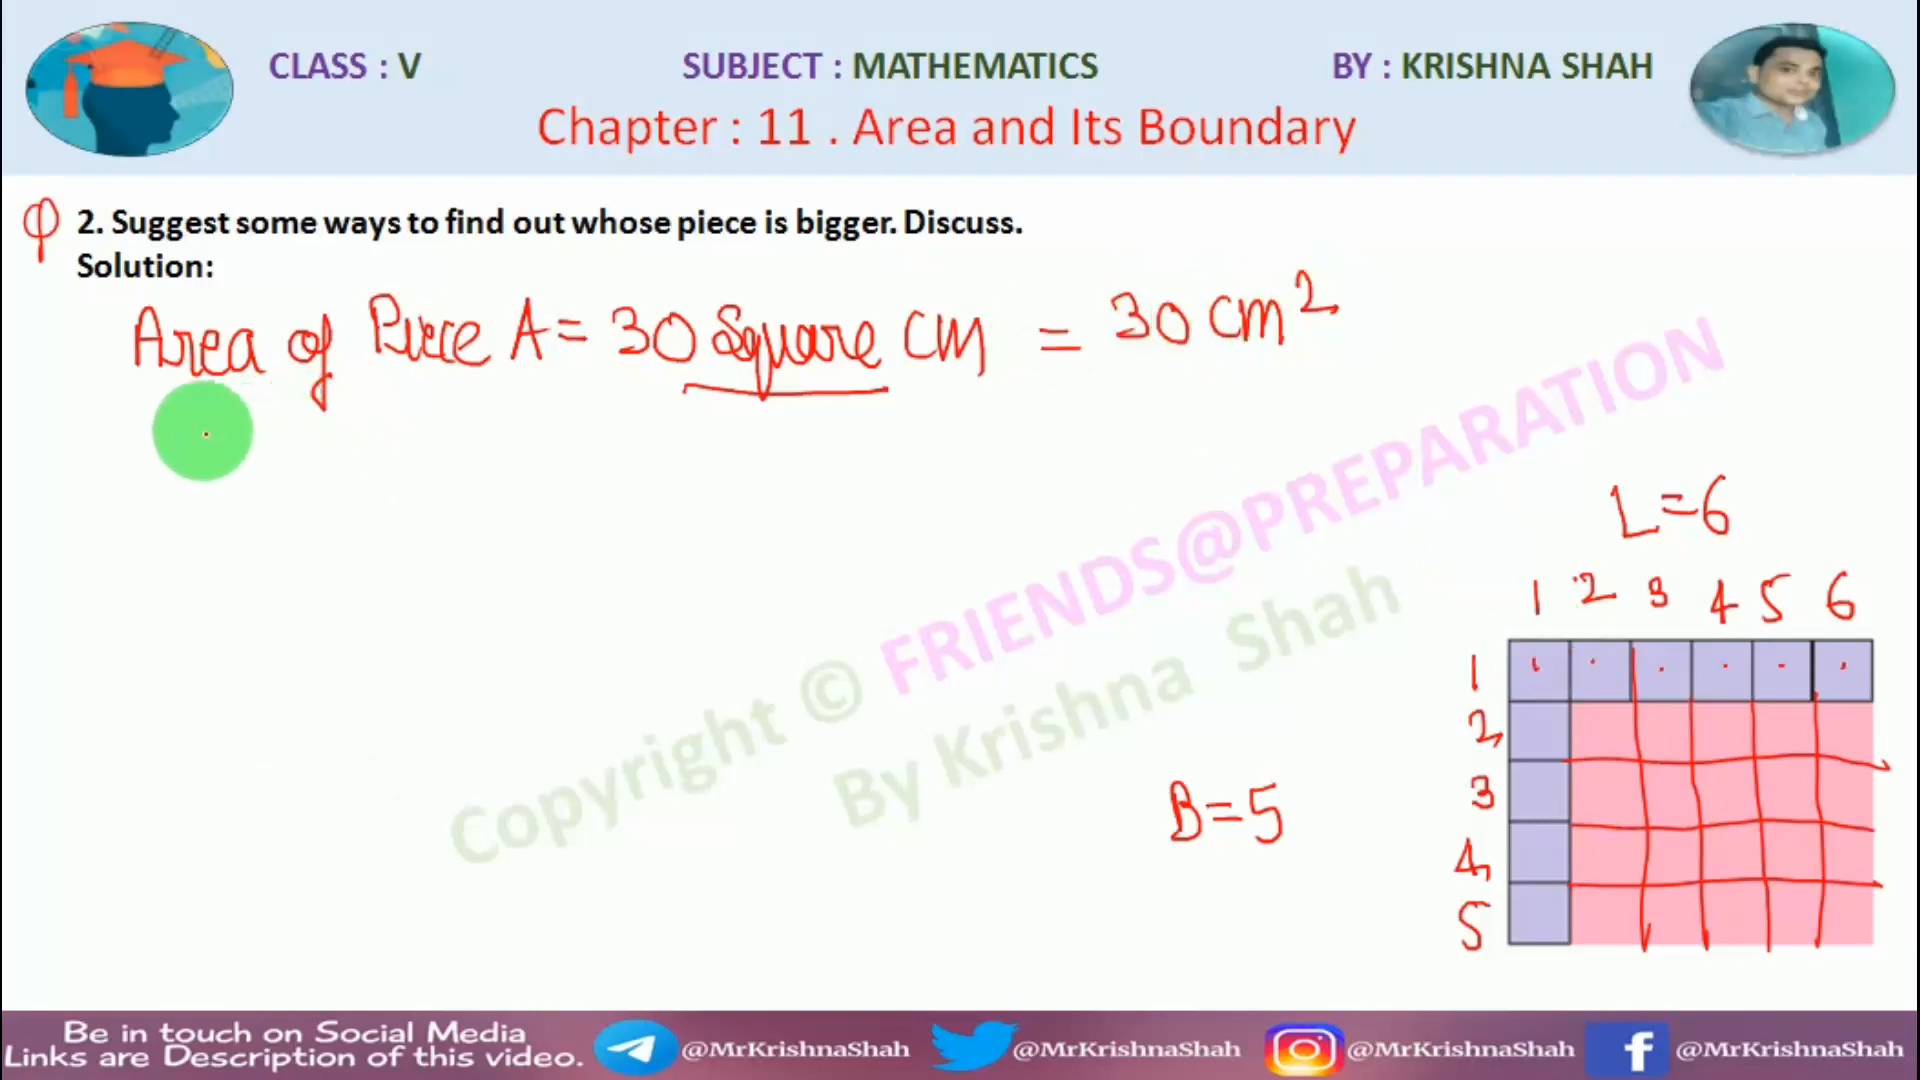 CLASS : V SUBJECT : MATHEMATICS BY : KRISHNA SHAH
Chapter : 11 . Area and Its Boundary
Q 2. Suggest some ways to find out whose piece is bigger. Discuss.
Solution:
Area of Piece A = 30 Square CM = 30 Cm²
L=6
1 2 3 4 5 6
1
2
3
B=5
4
5
Copyright © FRIENDS@PREPARATION
By Krishna Shah
Be in touch on Social Media
Links are Description of this video.
@MrKrishnaShah @MrKrishnaShah @MrKrishnaShah @MrKrishnaShah